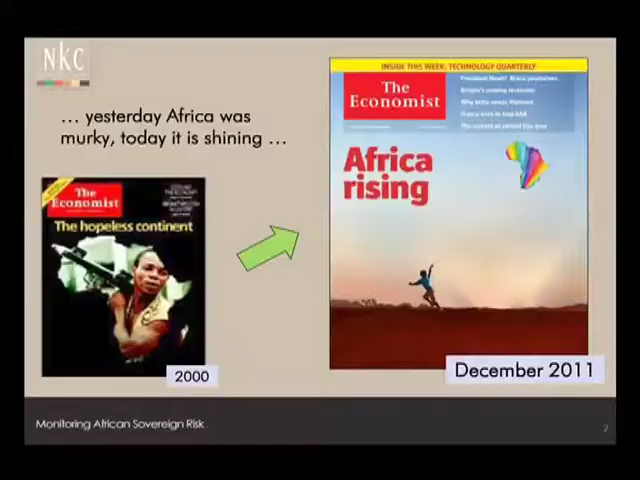 NKC
… yesterday Africa was
murky, today it is shining …
The
Economist
The hopeless continent
2000
INSIDE THIS WEEK: TECHNOLOGY QUARTERLY
The
Economist
Africa
rising
December 2011
Monitoring African Sovereign Risk
2